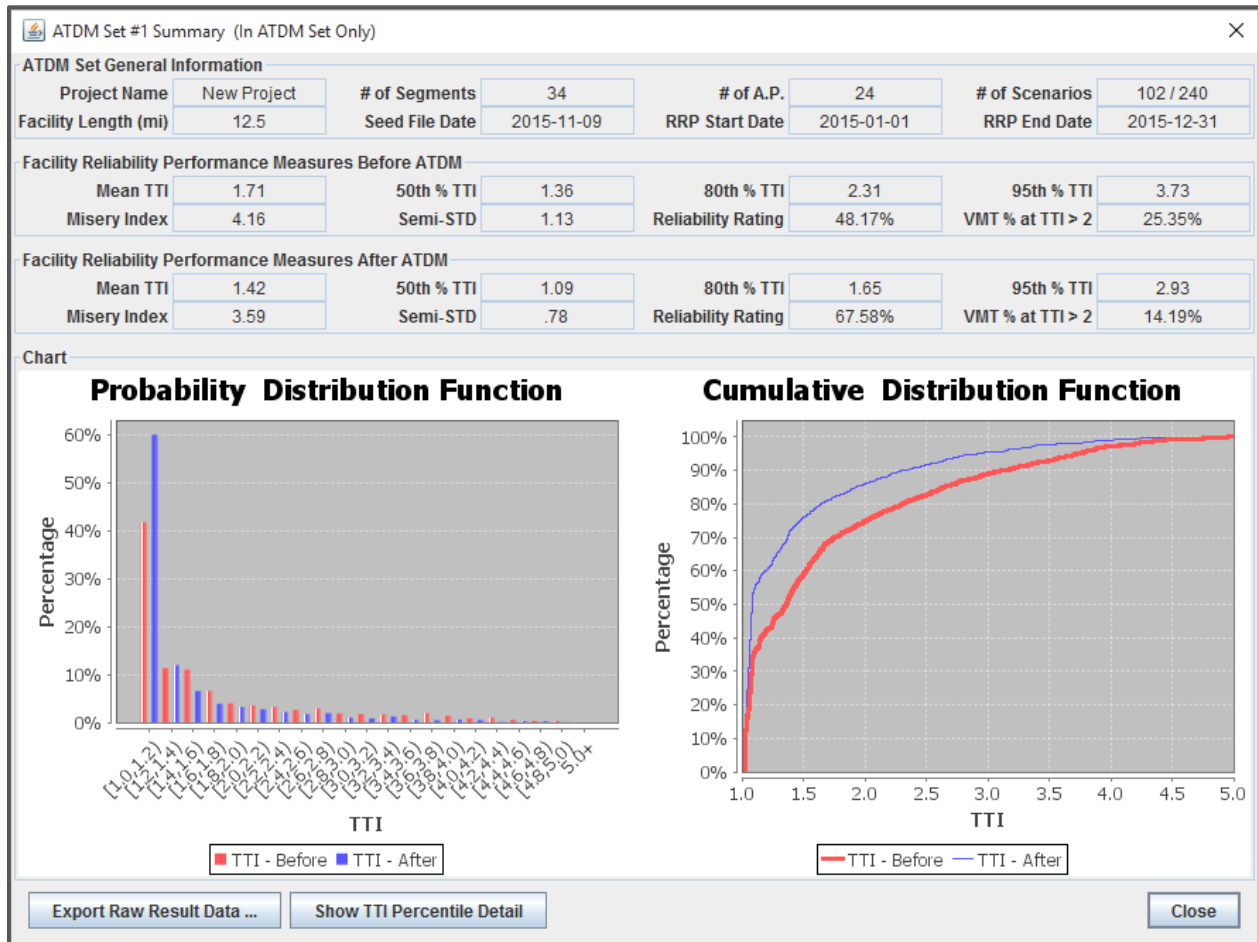 ATDM Set #1 Summary (In ATDM Set Only)
ATDM Set General Information
Project Name New Project # of Segments 34 # of A.P. 24 # of Scenarios 102 / 240
Facility Length (mi) 12.5 Seed File Date 2015-11-09 RRP Start Date 2015-01-01 RRP End Date 2015-12-31
Facility Reliability Performance Measures Before ATDM
Mean TTI 1.71 50th % TTI 1.36 80th % TTI 2.31 95th % TTI 3.73
Misery Index 4.16 Semi-STD 1.13 Reliability Rating 48.17% VMT % at TTI > 2 25.35%
Facility Reliability Performance Measures After ATDM
Mean TTI 1.42 50th % TTI 1.09 80th % TTI 1.65 95th % TTI 2.93
Misery Index 3.59 Semi-STD .78 Reliability Rating 67.58% VMT % at TTI > 2 14.19%
Chart
Probability Distribution Function
Percentage
60%
50%
40%
30%
20%
10%
0%
[1,0,1,2)
[1,2,1,4)
[1,4,1,6)
[1,6,1,8)
[1,8,2,0)
[2,0,2,2)
[2,2,2,4)
[2,4,2,6)
[2,6,2,8)
[2,8,3,0)
[3,0,3,2)
[3,2,3,4)
[3,4,3,6)
[3,6,3,8)
[3,8,4,0)
[4,0,4,2)
[4,2,4,4)
[4,4,4,6)
[4,6,4,8)
[4,8,5,0)
5.0+
TTI
TTI - Before TTI - After
Cumulative Distribution Function
Percentage
100%
90%
80%
70%
60%
50%
40%
30%
20%
10%
0%
1.0 1.5 2.0 2.5 3.0 3.5 4.0 4.5 5.0
TTI
TTI - Before TTI - After
Export Raw Result Data ... Show TTI Percentile Detail Close